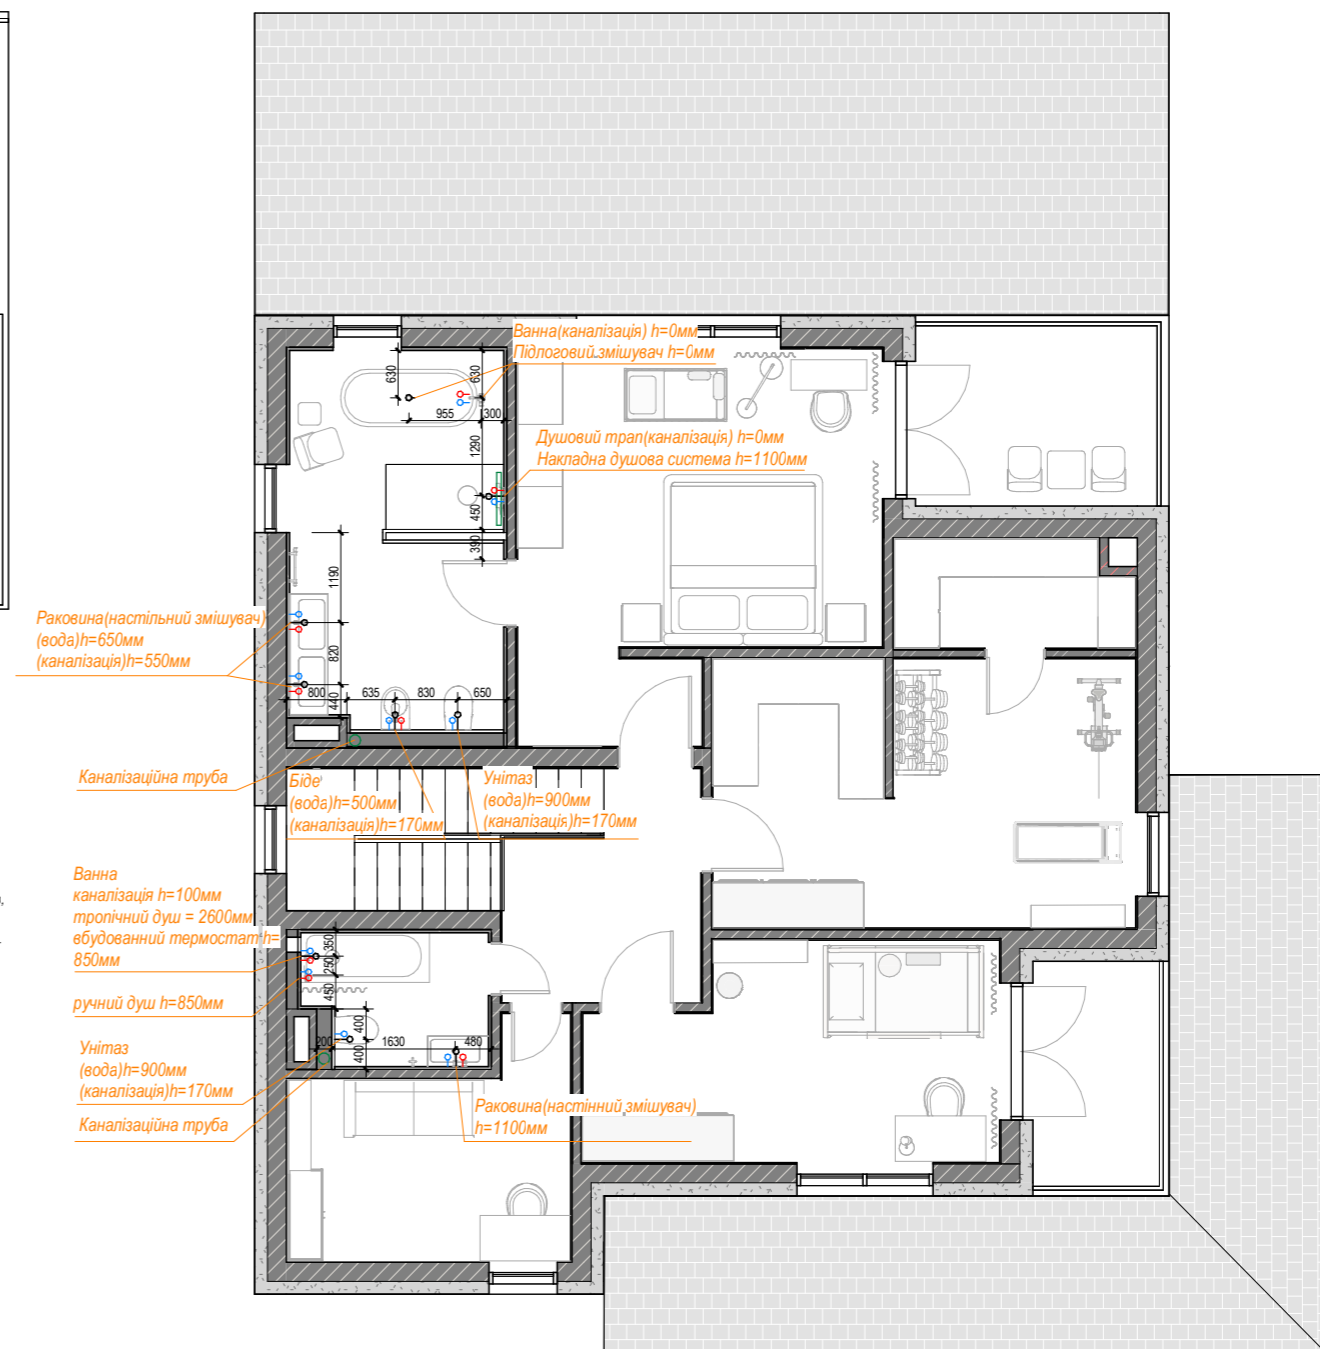 Ванна(каналізація) h=0мм
Підлоговий змішувач h=0мм
630
630
955
300
1290
Душовий трап(каналізація) h=0мм
Накладна душова система h=1100мм
450
390
1190
Раковина(настільний змішувач)
(вода)h=650мм
(каналізація)h=550мм
820
440
800
635
830
650
Каналізаційна труба
Біде
(вода)h=500мм
(каналізація)h=170мм
Унітаз
(вода)h=900мм
(каналізація)h=170мм
Ванна
каналізація h=100мм
тропічний душ = 2600мм
вбудованний термостат h=
850мм
350
250
450
ручний душ h=850мм
400
200
1630
480
400
Унітаз
(вода)h=900мм
(каналізація)h=170мм
Каналізаційна труба
Раковина(настінний змішувач)
h=1100мм